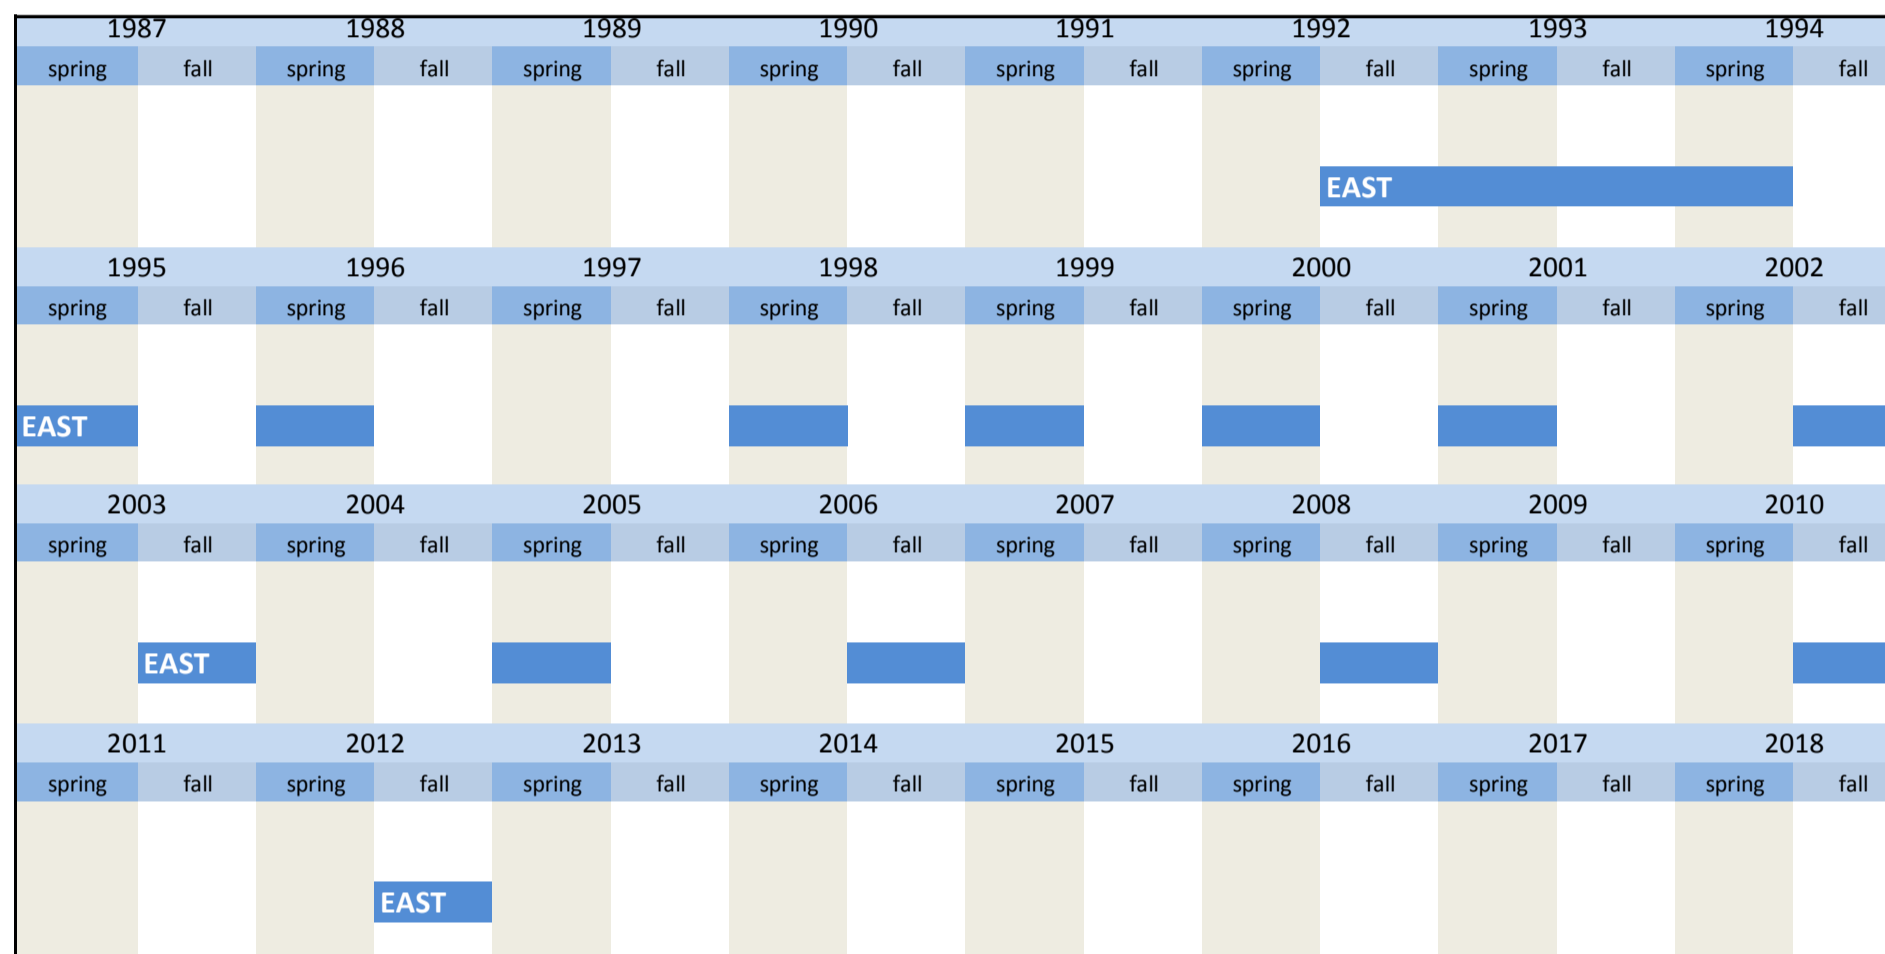 1987 1988 1989 1990 1991 1992 1993 1994
spring fall spring fall spring fall spring fall spring fall spring fall spring fall spring fall
EAST
1995 1996 1997 1998 1999 2000 2001 2002
spring fall spring fall spring fall spring fall spring fall spring fall spring fall spring fall
EAST
2003 2004 2005 2006 2007 2008 2009 2010
spring fall spring fall spring fall spring fall spring fall spring fall spring fall spring fall
EAST
2011 2012 2013 2014 2015 2016 2017 2018
spring fall spring fall spring fall spring fall spring fall spring fall spring fall spring fall
EAST